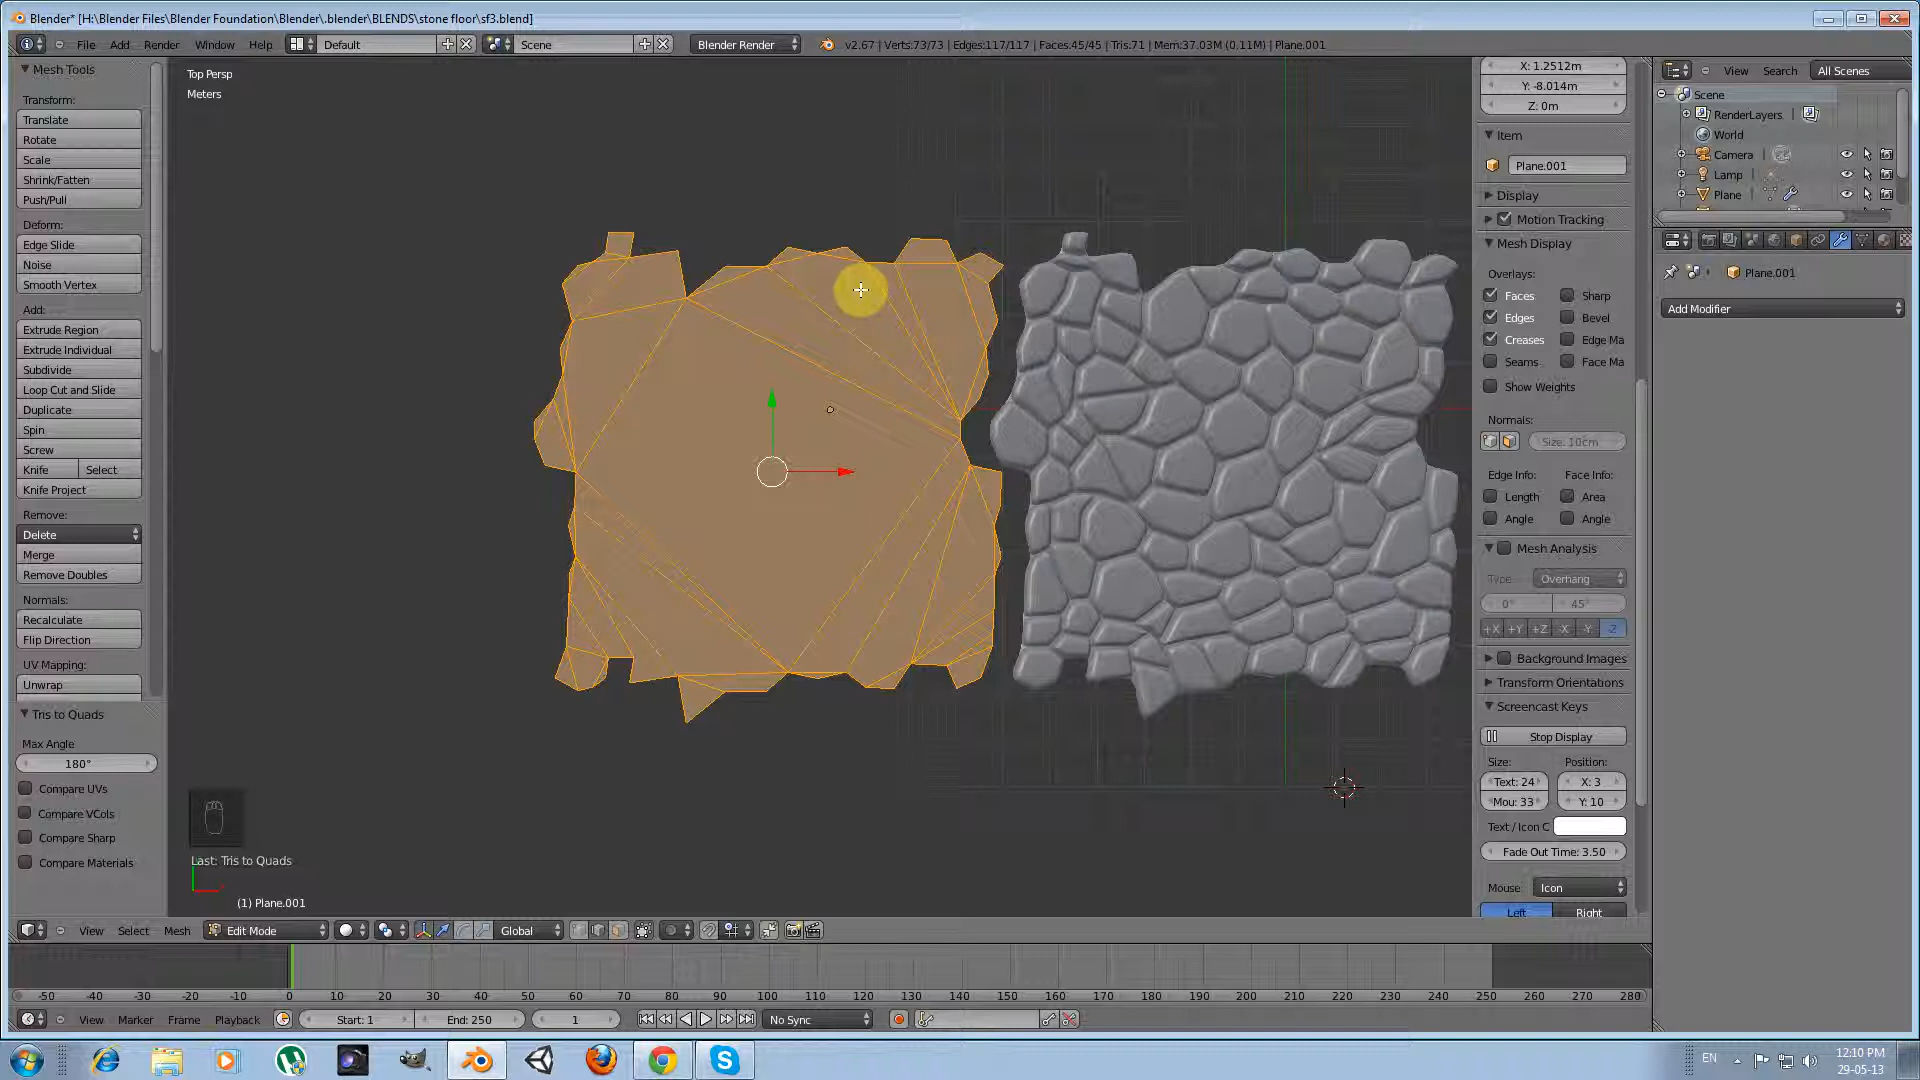 Blender* [H:\Blender Files\Blender Foundation\Blender\.blender\BLENDS\stone floor\sf3.blend]
File Add Render Window Help Default Scene Blender Render v2.67 | Verts:73/73 | Edges:117/117 | Faces:45/45 | Tris:71 | Mem:37.03M (0.11M) | Plane.001
Mesh Tools
Transform:
Translate
Rotate
Scale
Shrink/Fatten
Push/Pull
Deform:
Edge Slide
Noise
Smooth Vertex
Add:
Extrude Region
Extrude Individual
Subdivide
Loop Cut and Slide
Duplicate
Spin
Screw
Knife Select
Knife Project
Remove:
Delete
Merge
Remove Doubles
Normals:
Recalculate
Flip Direction
UV Mapping:
Unwrap
Tris to Quads
Max Angle
180°
Compare UVs
Compare VCols
Compare Sharp
Compare Materials
Top Persp
Meters
Last: Tris to Quads
(1) Plane.001
X: 1.2512m
Y: -8.014m
Z: 0m
Item
Plane.001
Display
Motion Tracking
Mesh Display
Overlays:
Faces Sharp
Edges Bevel
Creases Edge Ma
Seams Face Ma
Show Weights
Normals:
Size: 10cm
Edge Info: Face Info:
Length Area
Angle Angle
Mesh Analysis
Type: Overhang
0° 45°
+X +Y +Z -X -Y -Z
Background Images
Transform Orientations
Screencast Keys
Stop Display
Size: Position:
Text: 24 X: 3
Mou: 33 Y: 10
Text / Icon C
Fade Out Time: 3.50
Mouse: Icon
Left Right
View Search All Scenes
Scene
RenderLayers
World
Camera
Lamp
Plane
Plane.001
Add Modifier
View Select Mesh Edit Mode Global
-50 -40 -30 -20 -10 0 10 20 30 40 50 60 70 80 90 100 110 120 130 140 150 160 170 180 190 200 210 220 230 240 250 260 270 280
View Marker Frame Playback Start: 1 End: 250 1 No Sync
EN 12:10 PM
29-05-13